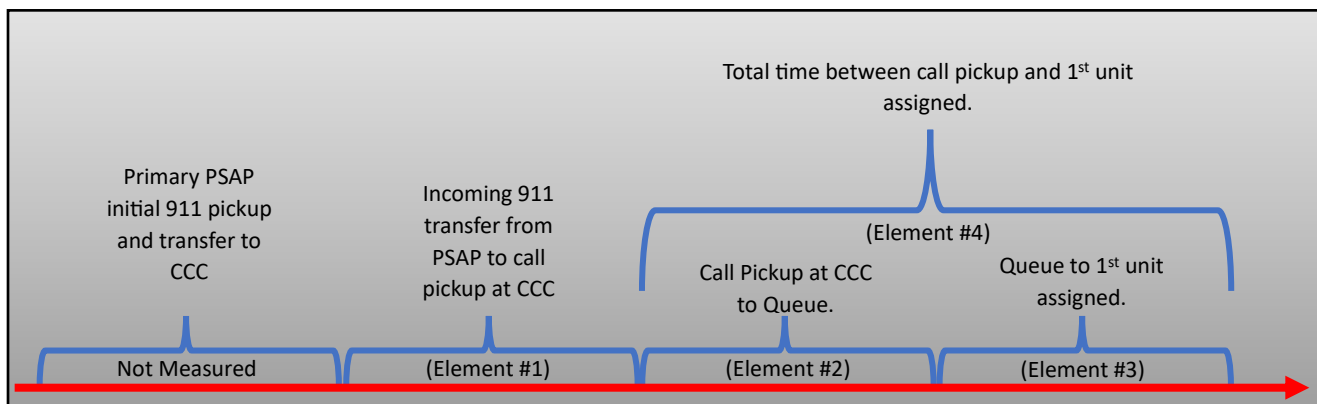 Total time between call pickup and 1st unit
assigned.
Primary PSAP
initial 911 pickup
and transfer to
CCC
Incoming 911
transfer from
PSAP to call
pickup at CCC
(Element #4)
Call Pickup at CCC
to Queue.
Queue to 1st unit
assigned.
Not Measured
(Element #1)
(Element #2)
(Element #3)